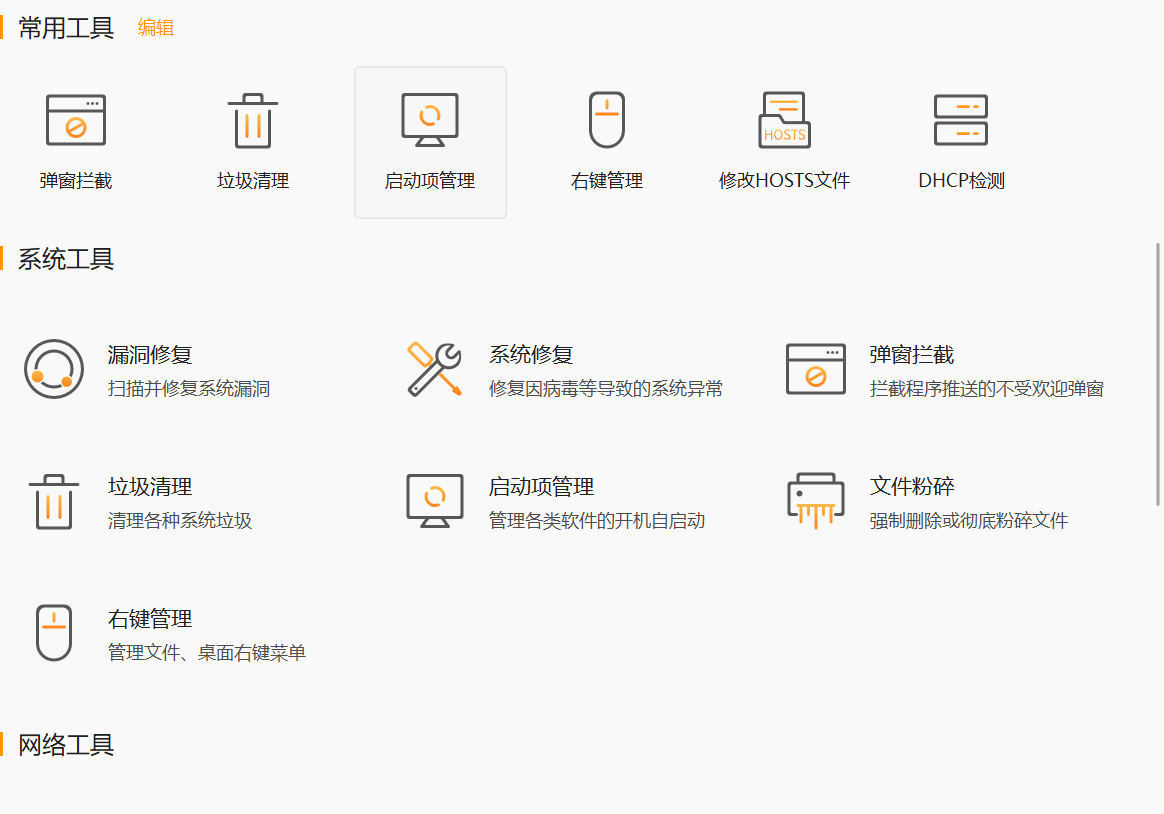 常用工具 编辑
弹窗拦截 垃圾清理 启动项管理 右键管理 HOSTS 修改HOSTS文件 DHCP检测
系统工具
漏洞修复
扫描并修复系统漏洞
系统修复
修复因病毒等导致的系统异常
弹窗拦截
拦截程序推送的不受欢迎弹窗
垃圾清理
清理各种系统垃圾
启动项管理
管理各类软件的开机自启动
文件粉碎
强制删除或彻底粉碎文件
右键管理
管理文件、桌面右键菜单
网络工具